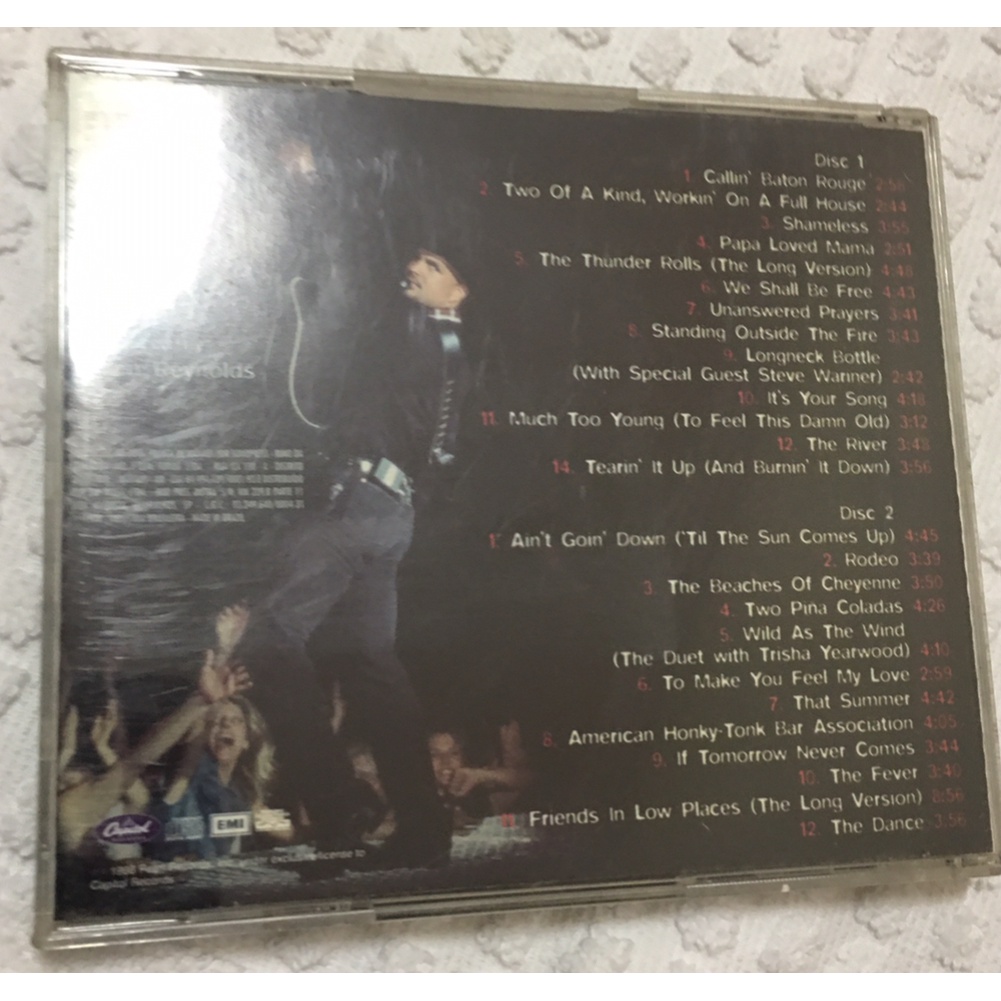 Disc 1
1. Callin' Baton Rouge 2:58
2. Two Of A Kind, Workin' On A Full House 2:44
3. Shameless 3:55
4. Papa Loved Mama 2:51
5. The Thunder Rolls (The Long Version) 4:48
6. We Shall Be Free 4:43
7. Unanswered Prayers 3:41
8. Standing Outside The Fire 3:43
9. Longneck Bottle
(With Special Guest Steve Wariner) 2:42
10. It's Your Song 4:18
11. Much Too Young (To Feel This Damn Old) 3:12
12. The River 3:48
14. Tearin' It Up (And Burnin' It Down) 3:56
Disc 2
1. Ain't Goin' Down ('Til The Sun Comes Up) 4:45
2. Rodeo 3:39
3. The Beaches Of Cheyenne 3:50
4. Two Piña Coladas 4:26
5. Wild As The Wind
(The Duet with Trisha Yearwood) 4:10
6. To Make You Feel My Love 2:59
7. That Summer 4:42
8. American Honky-Tonk Bar Association 4:05
9. If Tomorrow Never Comes 3:44
10. The Fever 3:40
11. Friends In Low Places (The Long Version) 8:56
12. The Dance 3:56
Reynolds
Capitol
EMI
exclusive license to
Capitol Records